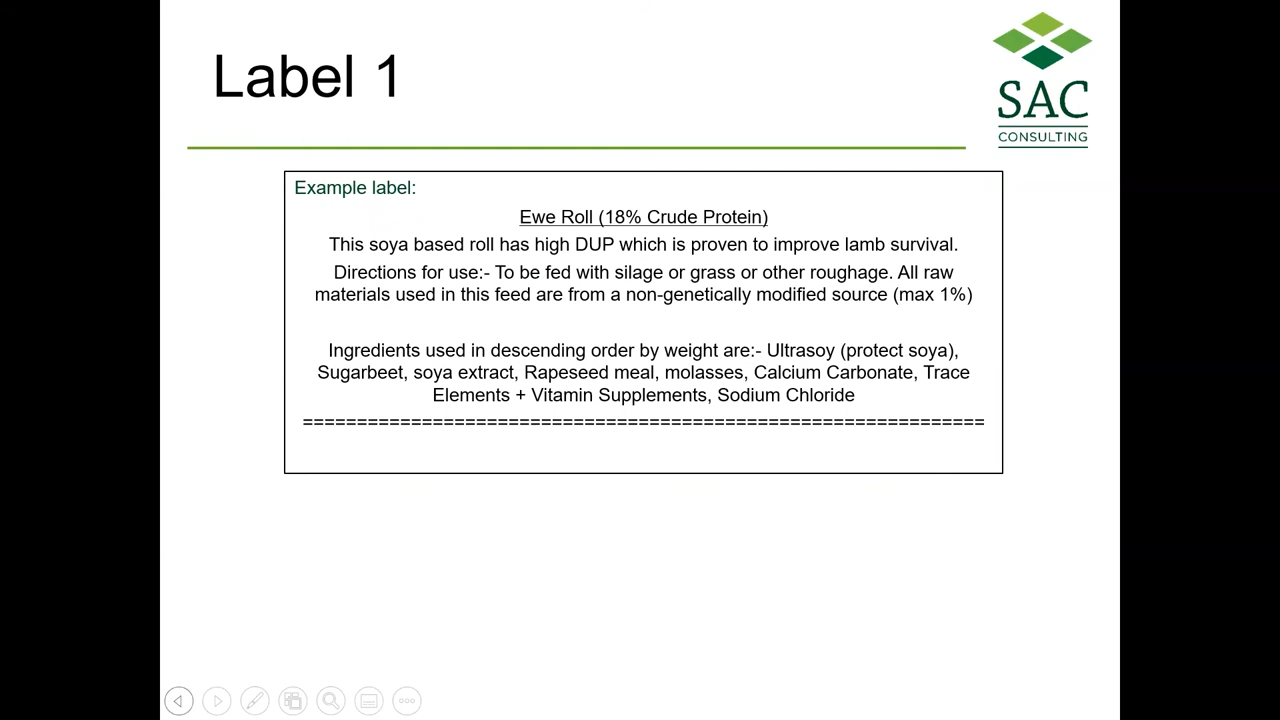 Label 1
SAC
CONSULTING
Example label:
Ewe Roll (18% Crude Protein)
This soya based roll has high DUP which is proven to improve lamb survival.
Directions for use:- To be fed with silage or grass or other roughage. All raw
materials used in this feed are from a non-genetically modified source (max 1%)
Ingredients used in descending order by weight are:- Ultrasoy (protect soya),
Sugarbeet, soya extract, Rapeseed meal, molasses, Calcium Carbonate, Trace
Elements + Vitamin Supplements, Sodium Chloride
===============================================================